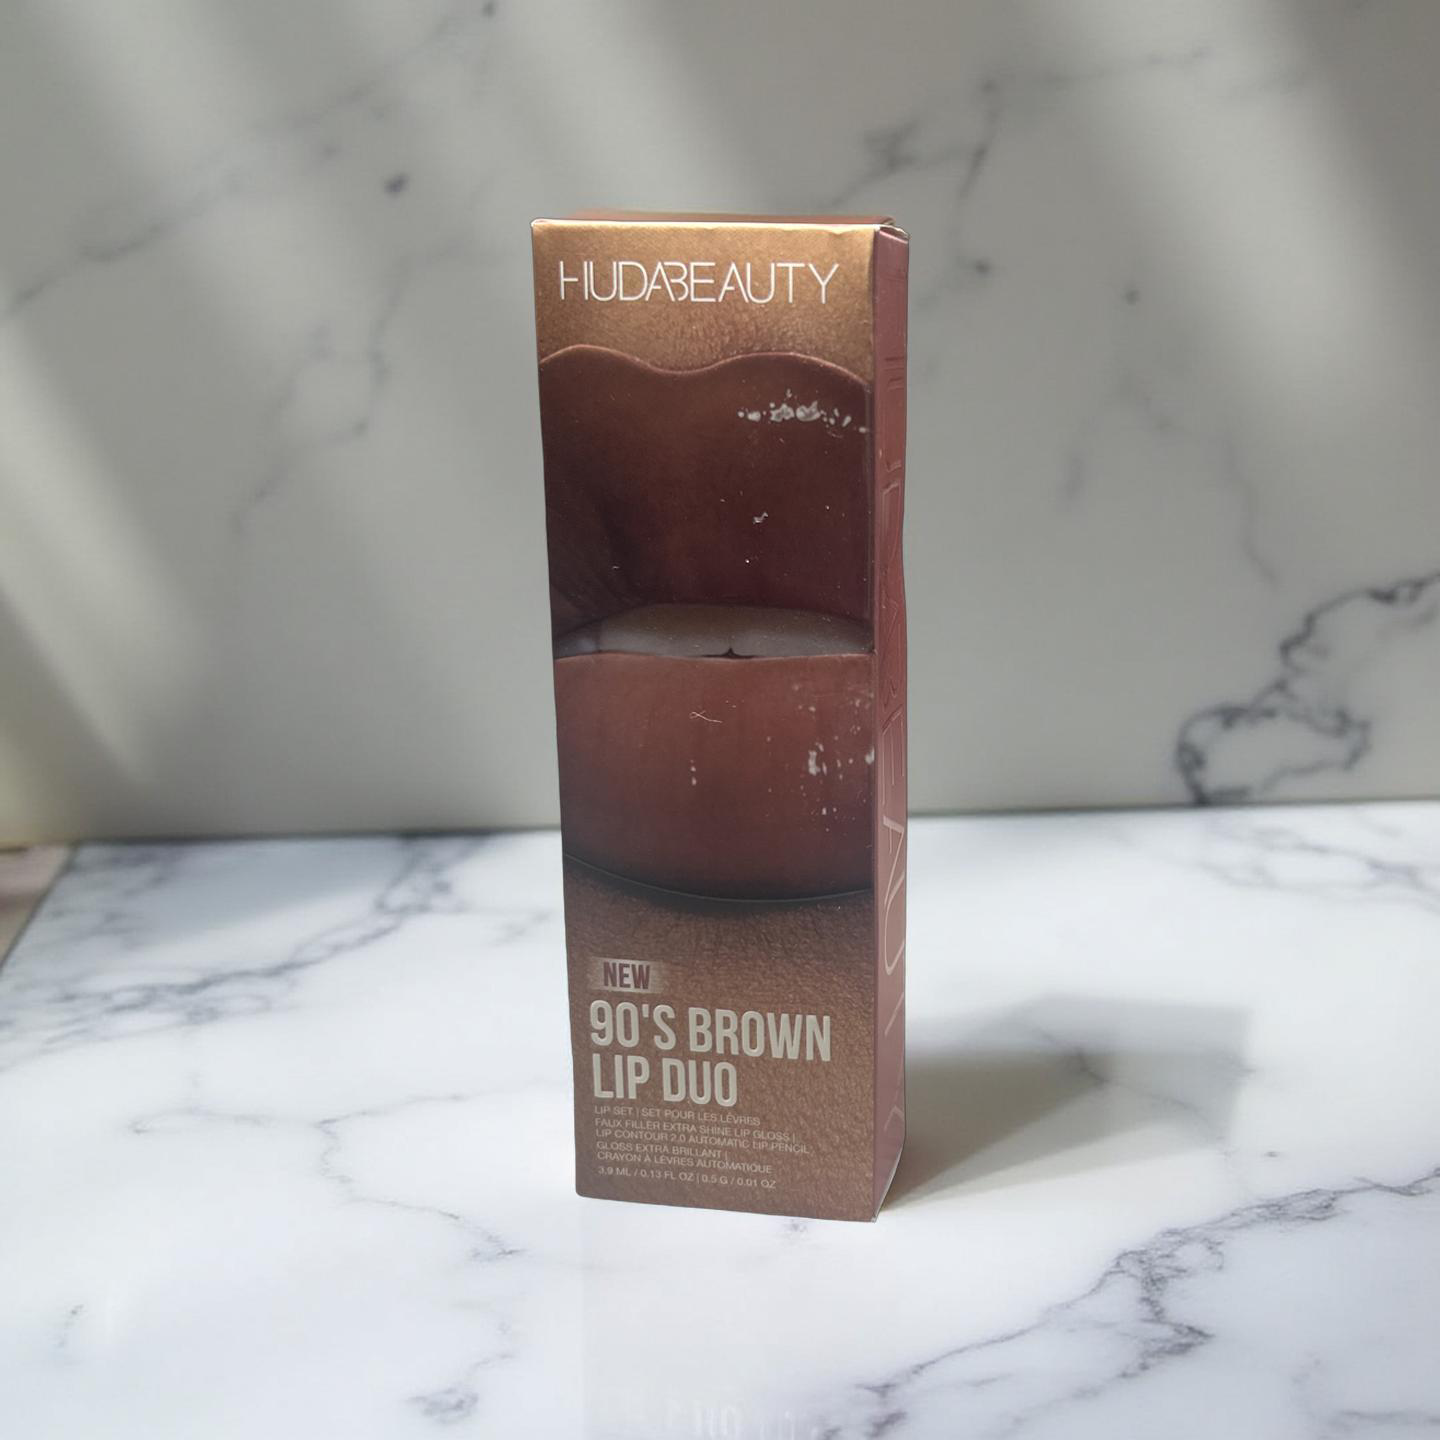 HUDABEAUTY
NEW
90'S BROWN
LIP DUO
LIP SET | SET POUR LES LÈVRES
FAUX FILLER EXTRA SHINE LIP GLOSS |
LIP CONTOUR 2.0 AUTOMATIC LIP PENCIL
GLOSS EXTRA BRILLANT |
CRAYON À LÈVRES AUTOMATIQUE
3.9 ML / 0.13 FL OZ | 0.5 G / 0.01 OZ